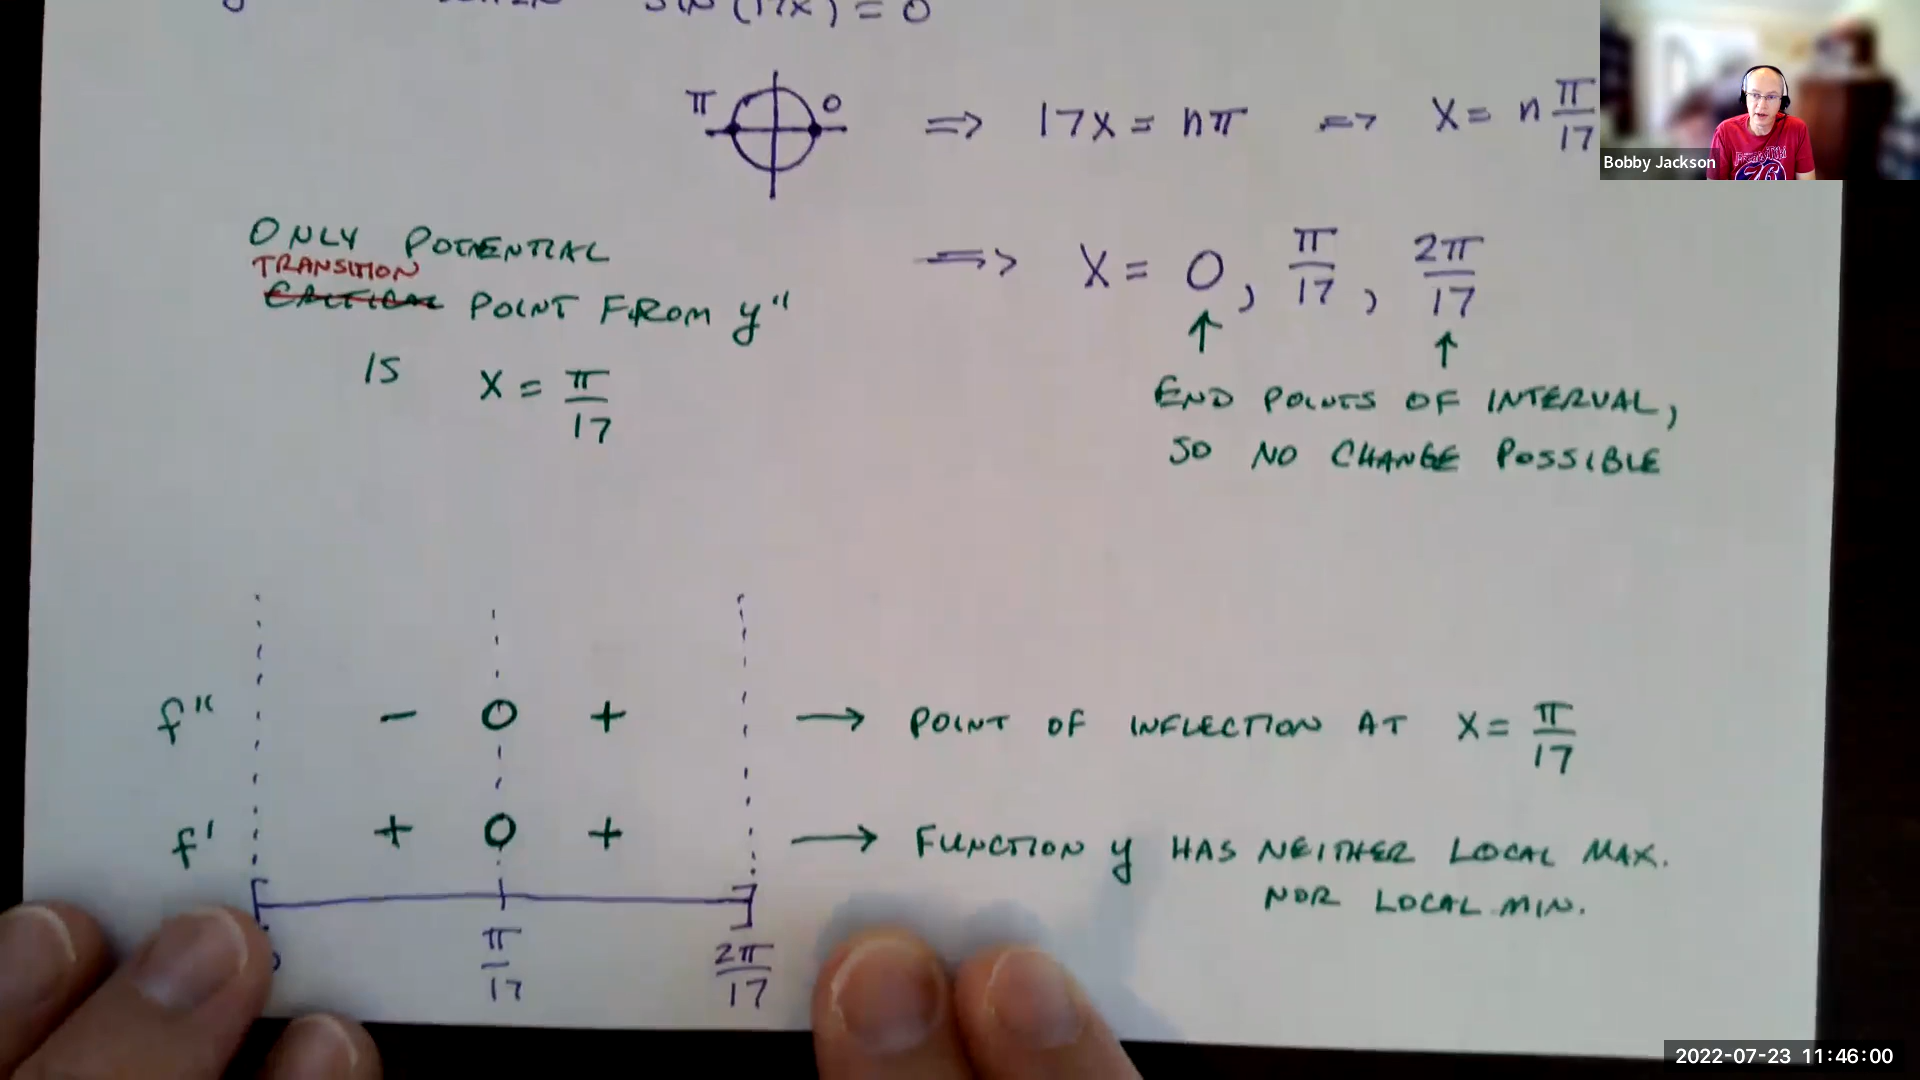 sin (17x) = 0
π 0 ⇒ 17x = nπ ⇒ x = n π/17
Bobby Jackson
ONLY POTENTIAL
TRANSITION
POINT FROM y"
IS x = π/17
⇒ x = 0, π/17, 2π/17
↑ ↑
END POINTS OF INTERVAL,
SO NO CHANGE POSSIBLE
f" - 0 + → POINT OF INFLECTION AT x = π/17
f' + 0 + → FUNCTION y HAS NEITHER LOCAL MAX.
NOR LOCAL MIN.
π/17 2π/17
2022-07-23 11:46:00